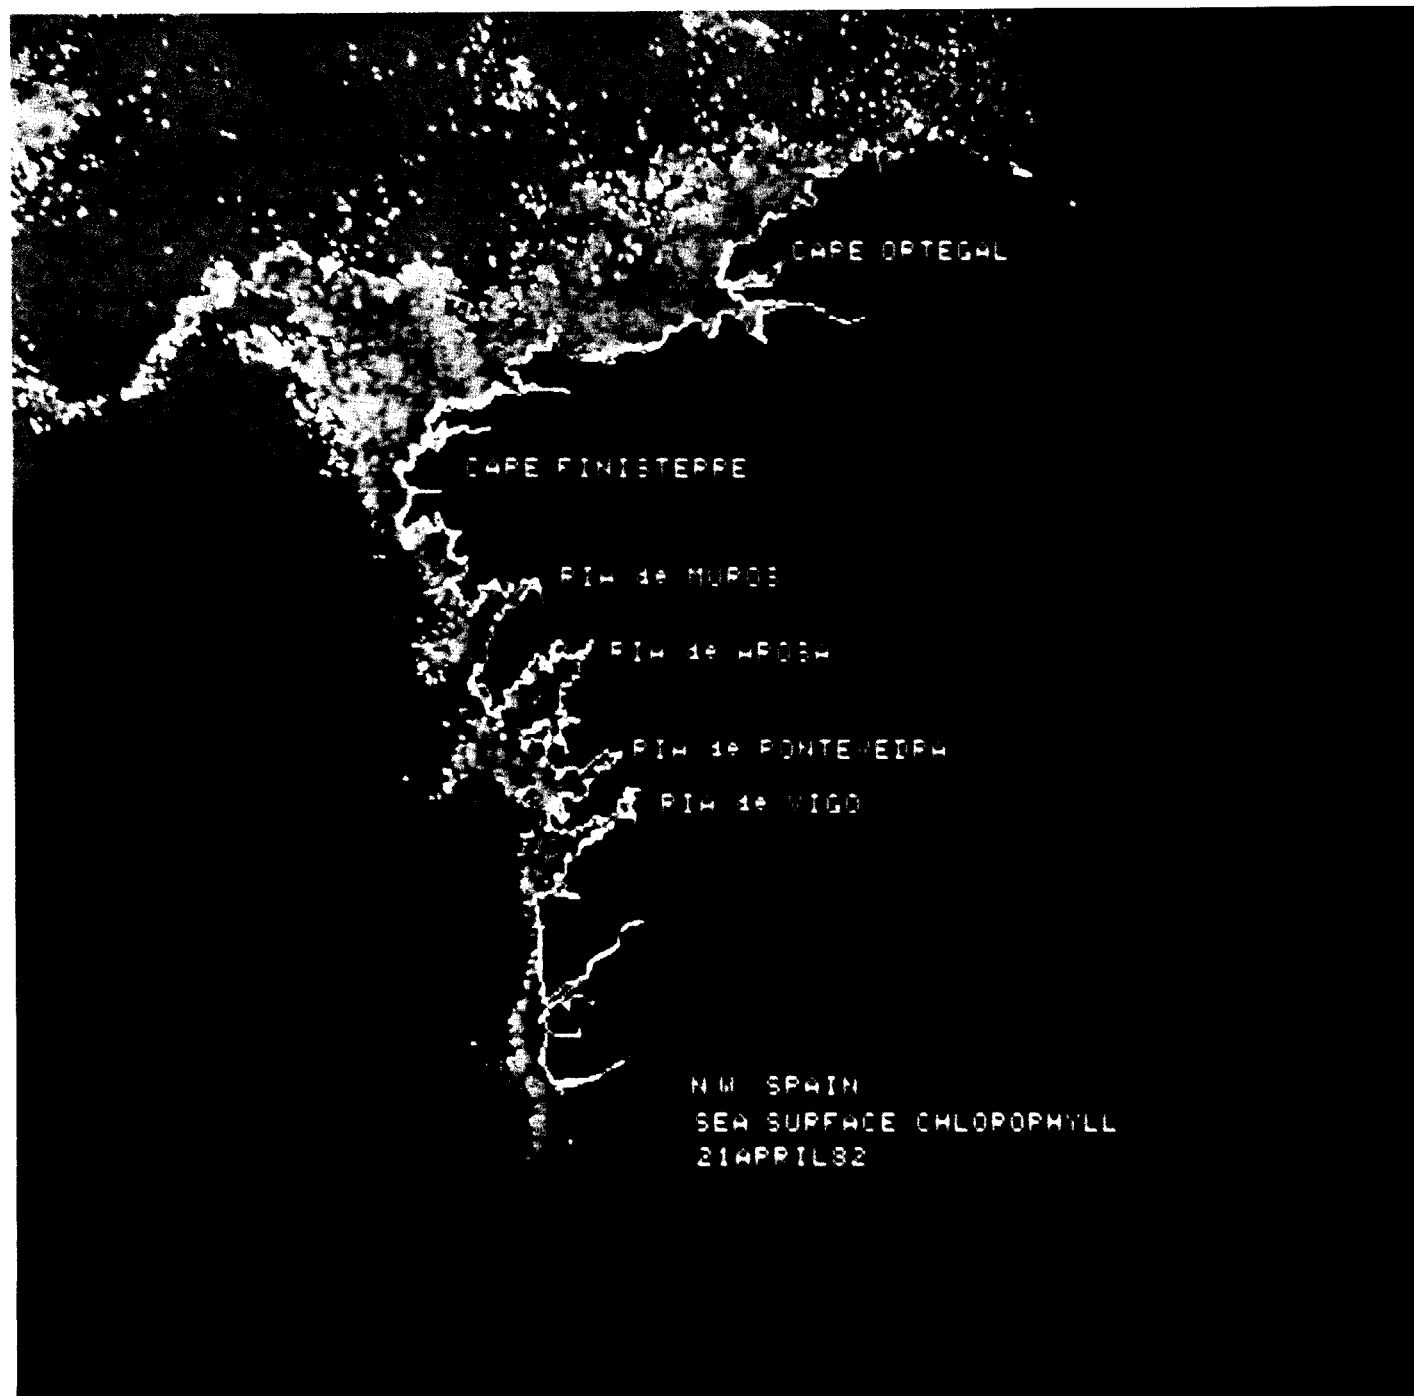 CAPE ORTEGAL
CAPE FINISTERRE
RIA de MUROS
RIA de AROSA
RIA de PONTEVEDRA
RIA de VIGO
N.W. SPAIN
SEA SURFACE CHLOROPHYLL
21APRIL82